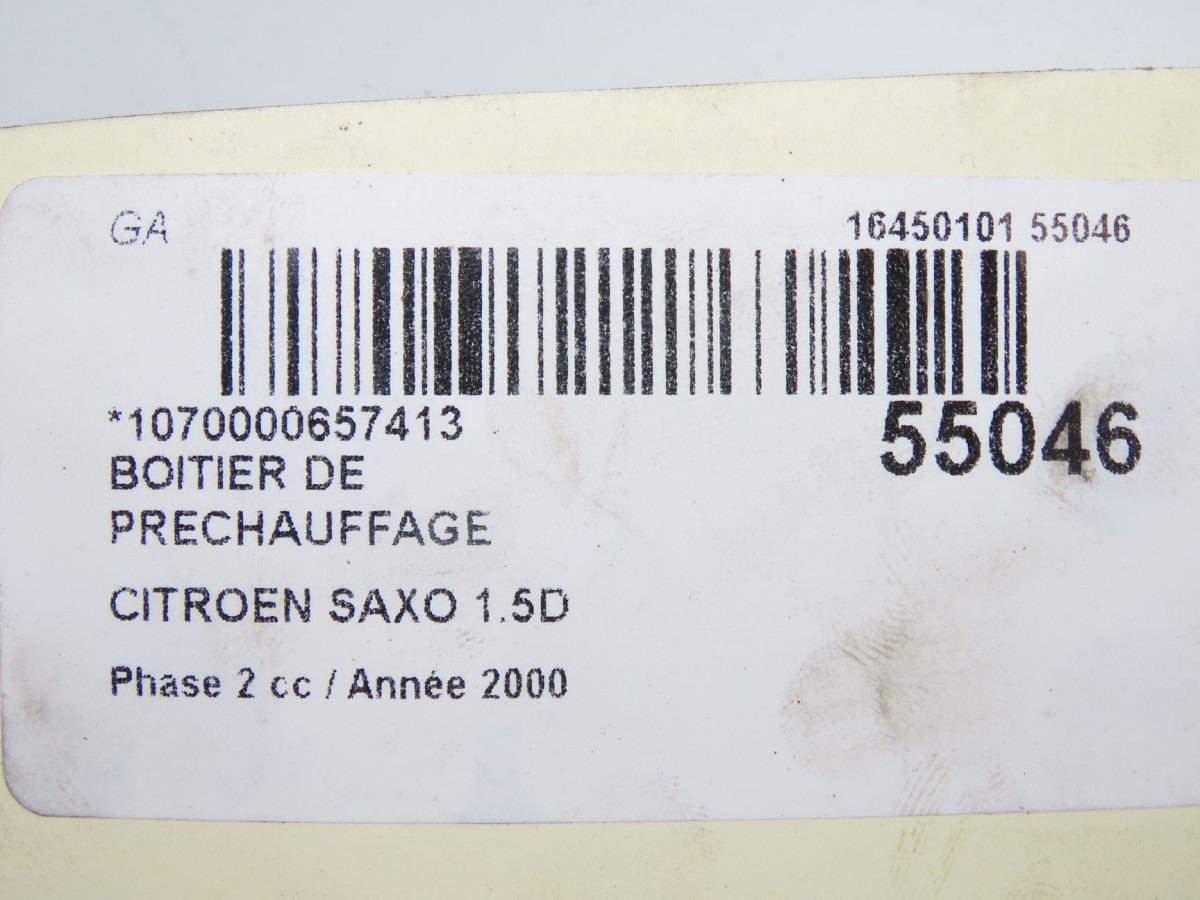 GA
16450101 55046
*1070000657413
55046
BOITIER DE
PRECHAUFFAGE
CITROEN SAXO 1.5D
Phase 2 cc / Année 2000